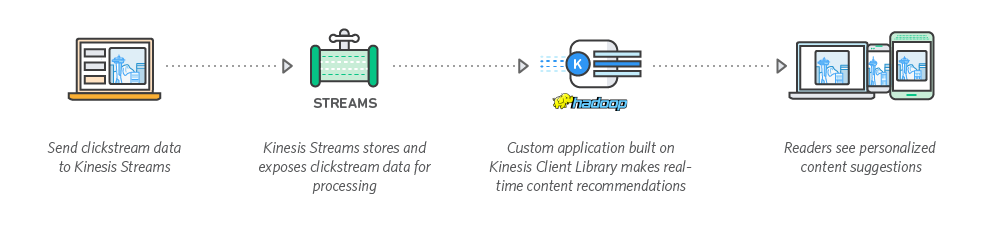 K
hadoop
STREAMS
Send clickstream data
to Kinesis Streams
Kinesis Streams stores and
exposes clickstream data for
processing
Custom application built on
Kinesis Client Library makes real-
time content recommendations
Readers see personalized
content suggestions